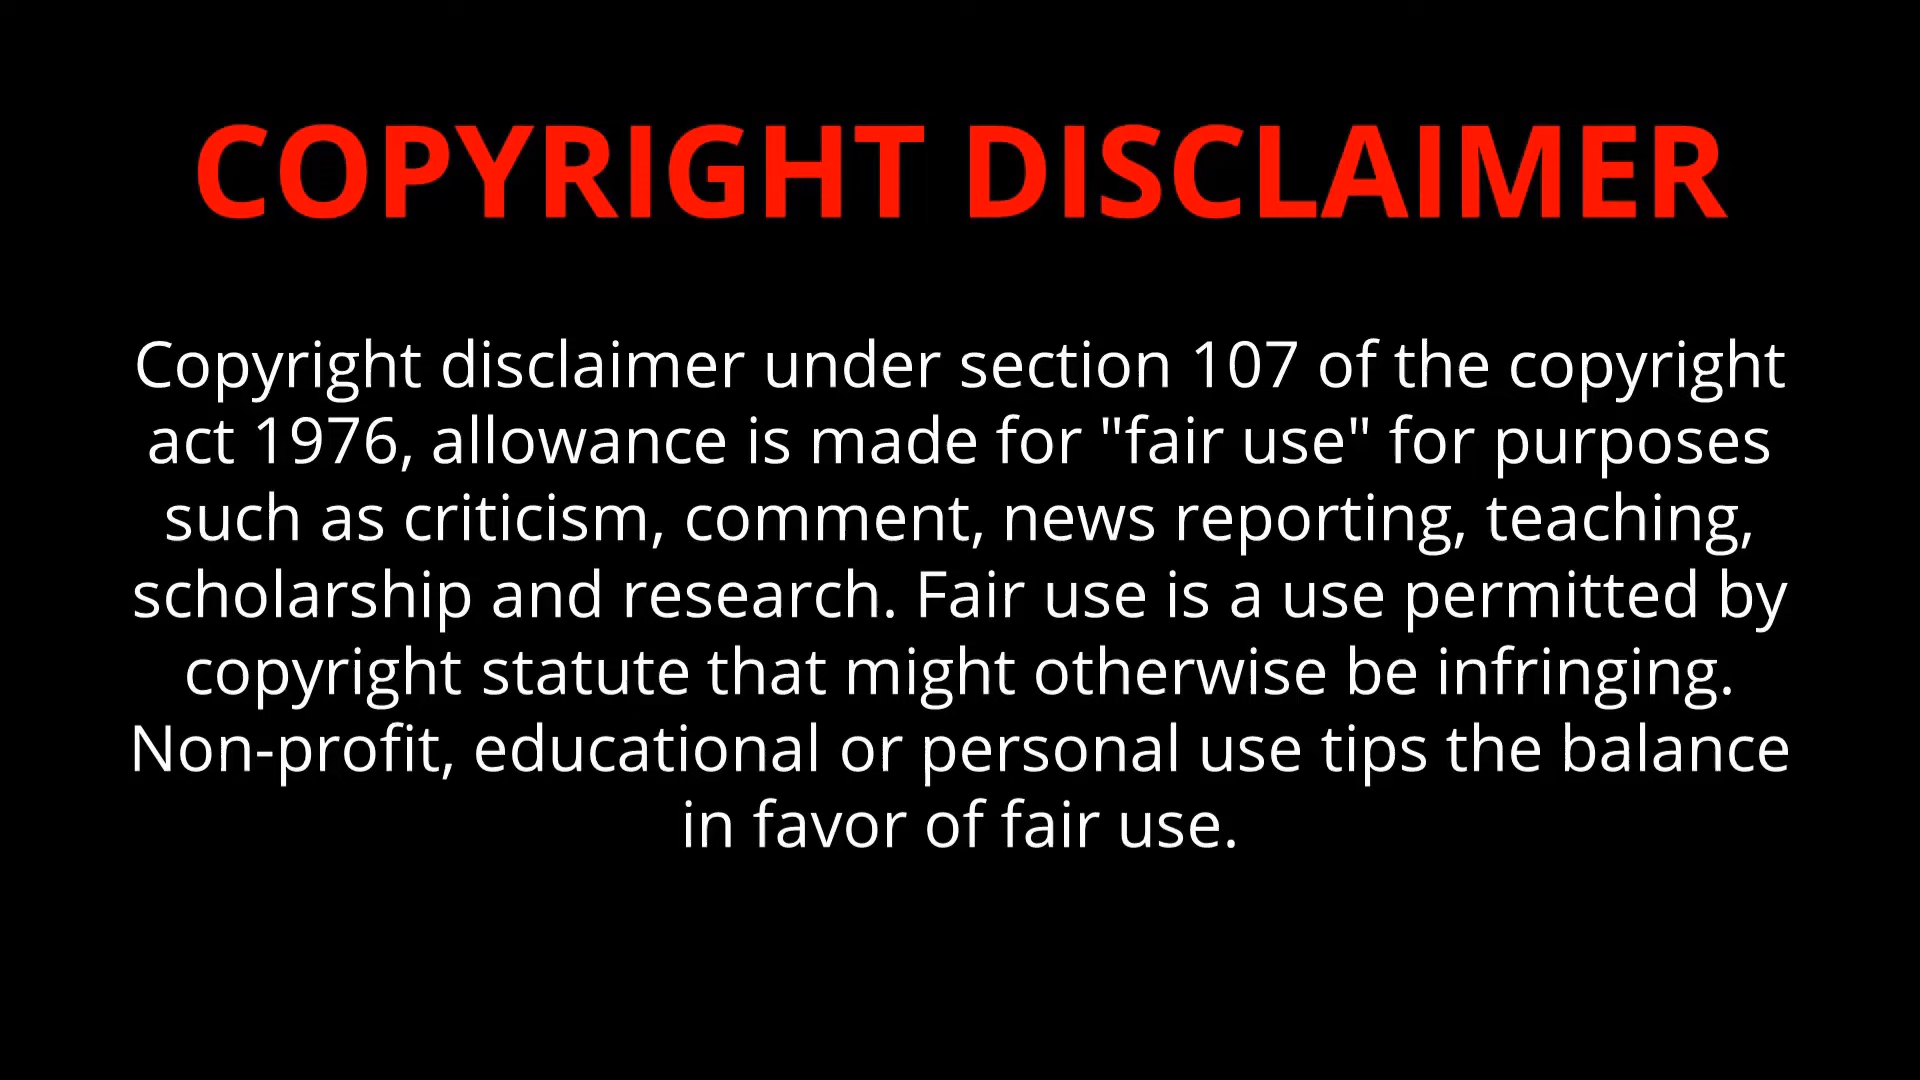 COPYRIGHT DISCLAIMER
Copyright disclaimer under section 107 of the copyright
act 1976, allowance is made for "fair use" for purposes
such as criticism, comment, news reporting, teaching,
scholarship and research. Fair use is a use permitted by
copyright statute that might otherwise be infringing.
Non-profit, educational or personal use tips the balance
in favor of fair use.